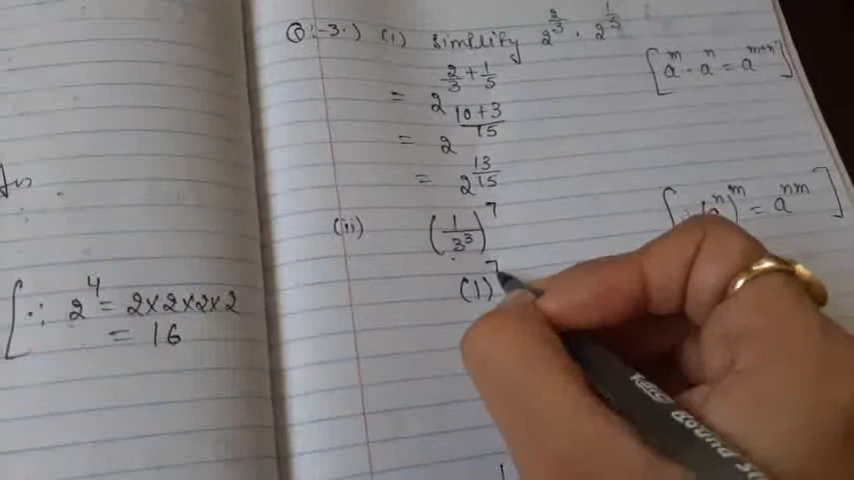 [∴ 2^4 = 2×2×2×2
= 16
Q:-3.) (i) simplify 2^{2/3} . 2^{1/5}
[a^m - a^n = a^{m+n}]
= 2^{2/3 + 1/5}
= 2^{(10+3)/15}
= 2^{13/15}
(ii) (1/3^3)^7
)^m = a^{nm}]
(1)^7